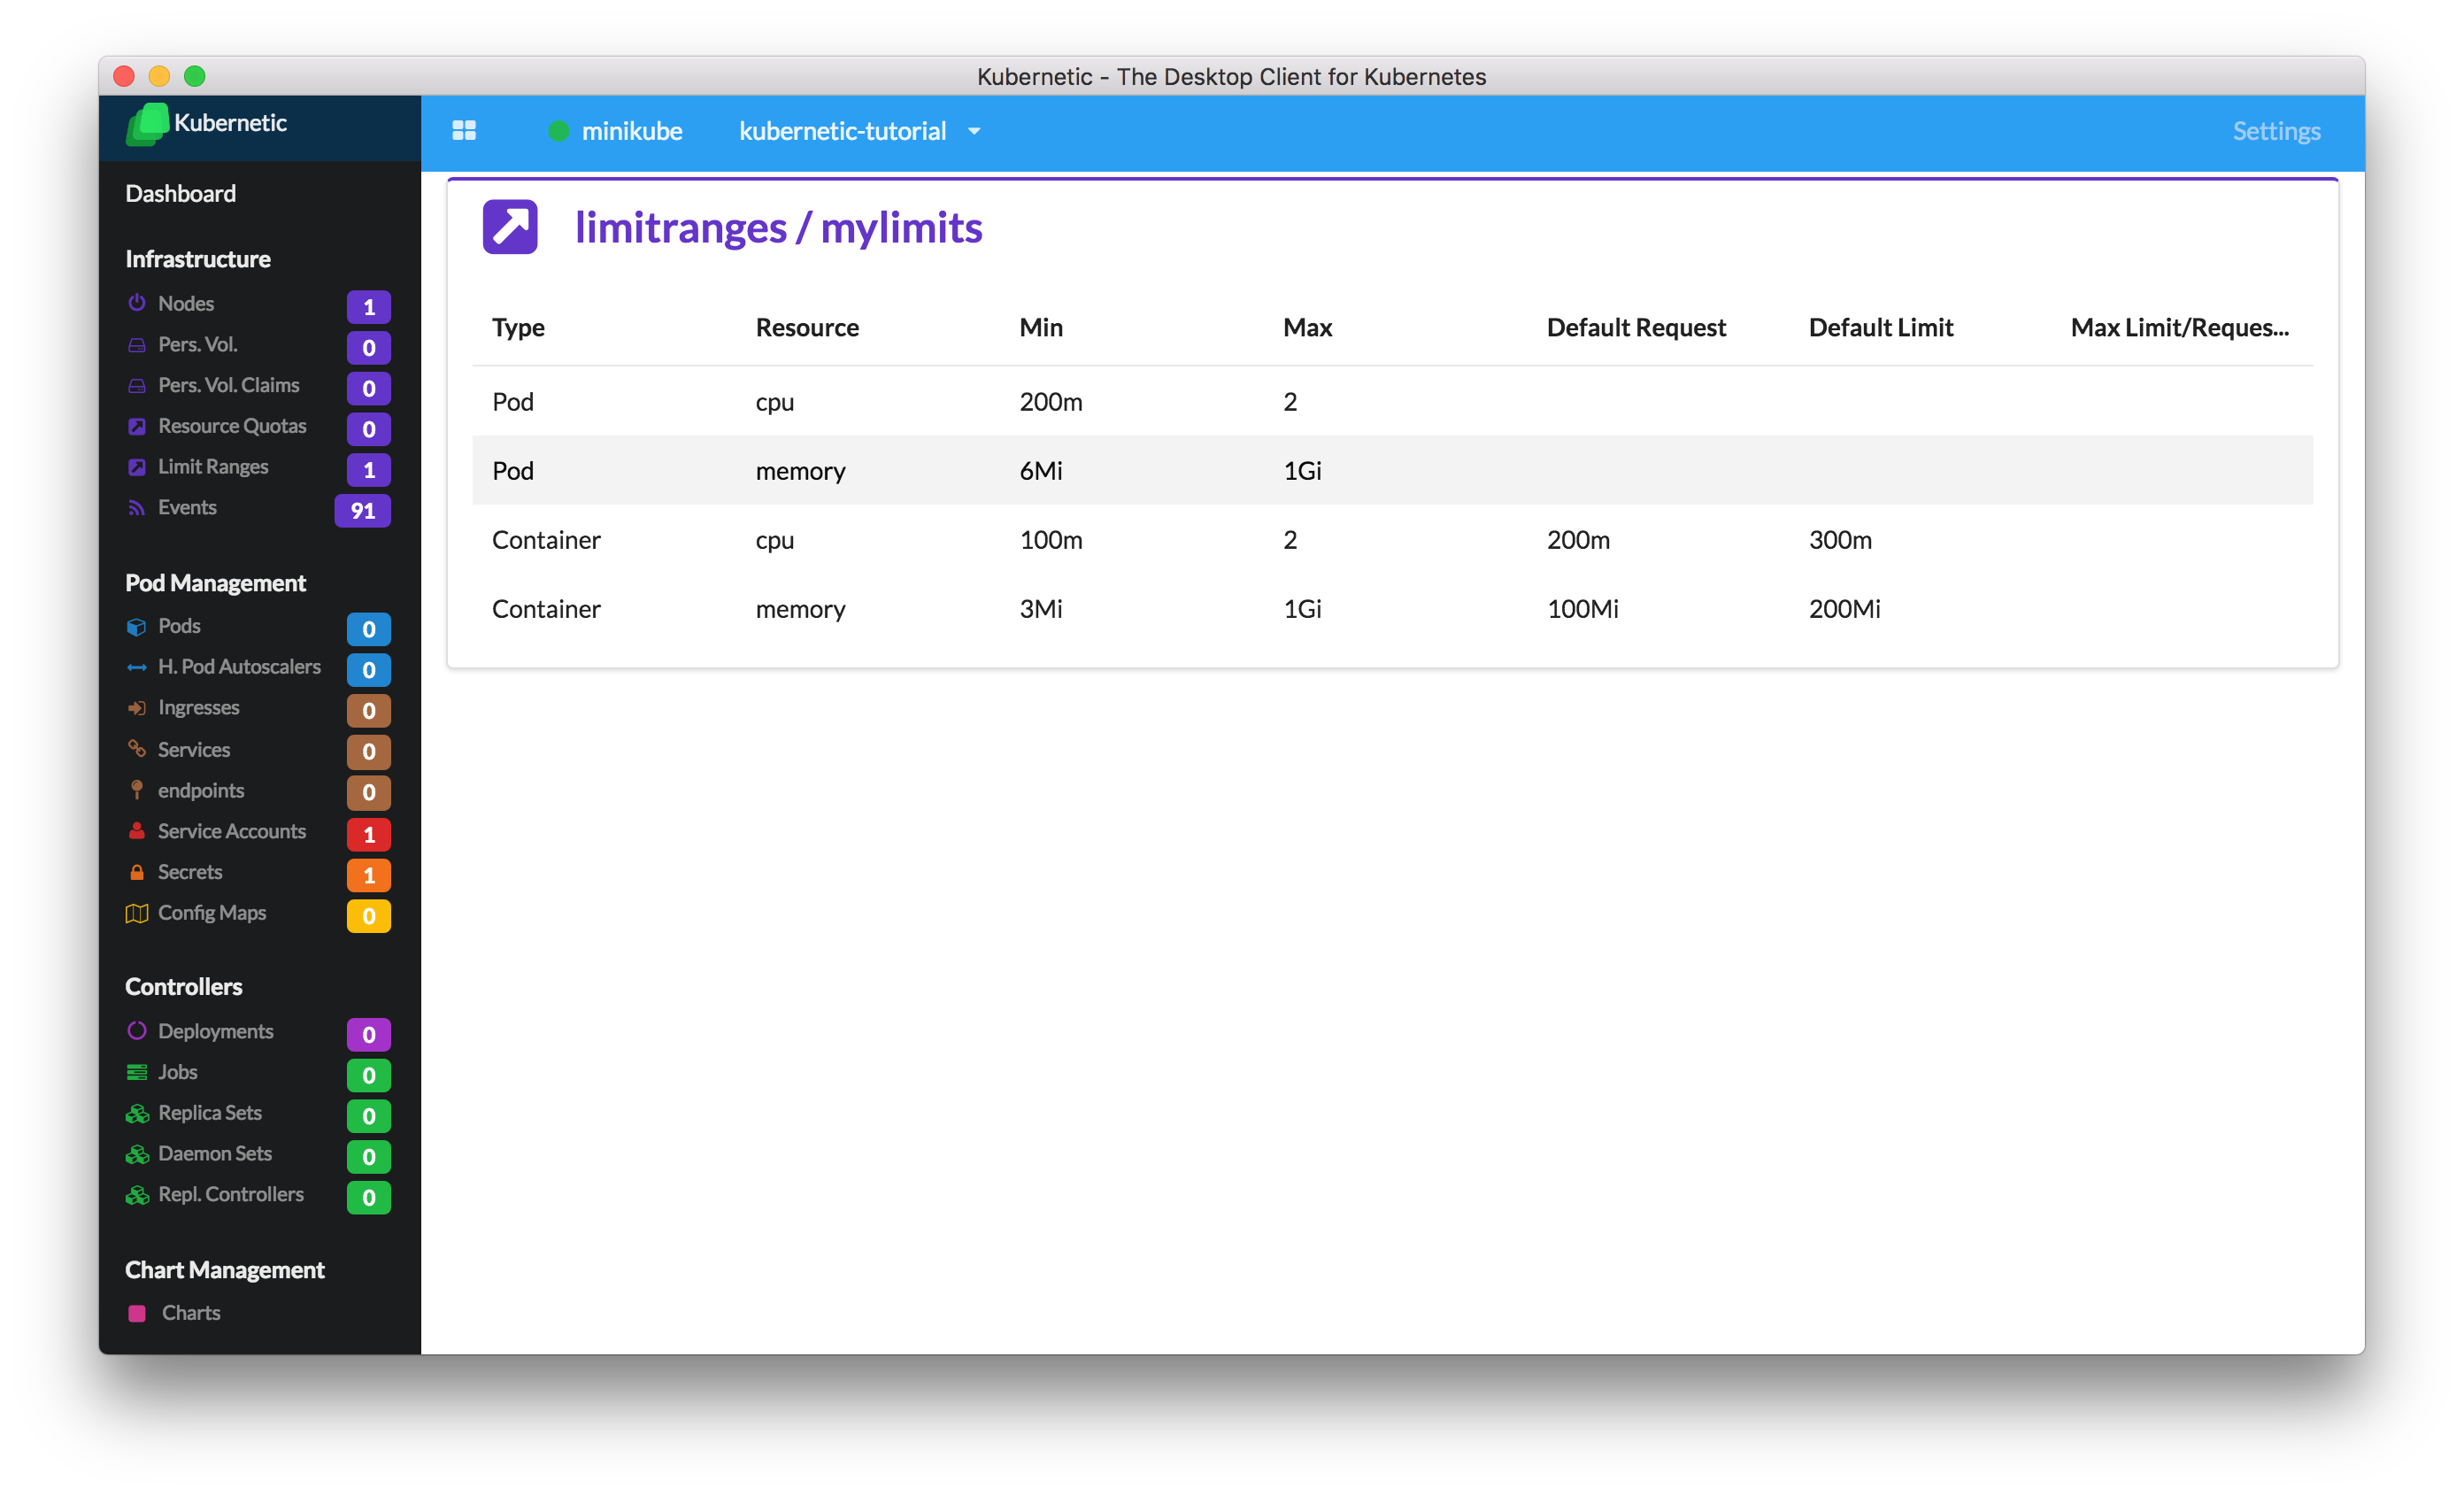 Kubernetic - The Desktop Client for Kubernetes
Kubernetic
minikube kubernetic-tutorial Settings
Dashboard
Infrastructure
Nodes 1
Pers. Vol. 0
Pers. Vol. Claims 0
Resource Quotas 0
Limit Ranges 1
Events 91
Pod Management
Pods 0
H. Pod Autoscalers 0
Ingresses 0
Services 0
endpoints 0
Service Accounts 1
Secrets 1
Config Maps 0
Controllers
Deployments 0
Jobs 0
Replica Sets 0
Daemon Sets 0
Repl. Controllers 0
Chart Management
Charts
limitranges / mylimits
Type Resource Min Max Default Request Default Limit Max Limit/Reques...
Pod cpu 200m 2
Pod memory 6Mi 1Gi
Container cpu 100m 2 200m 300m
Container memory 3Mi 1Gi 100Mi 200Mi